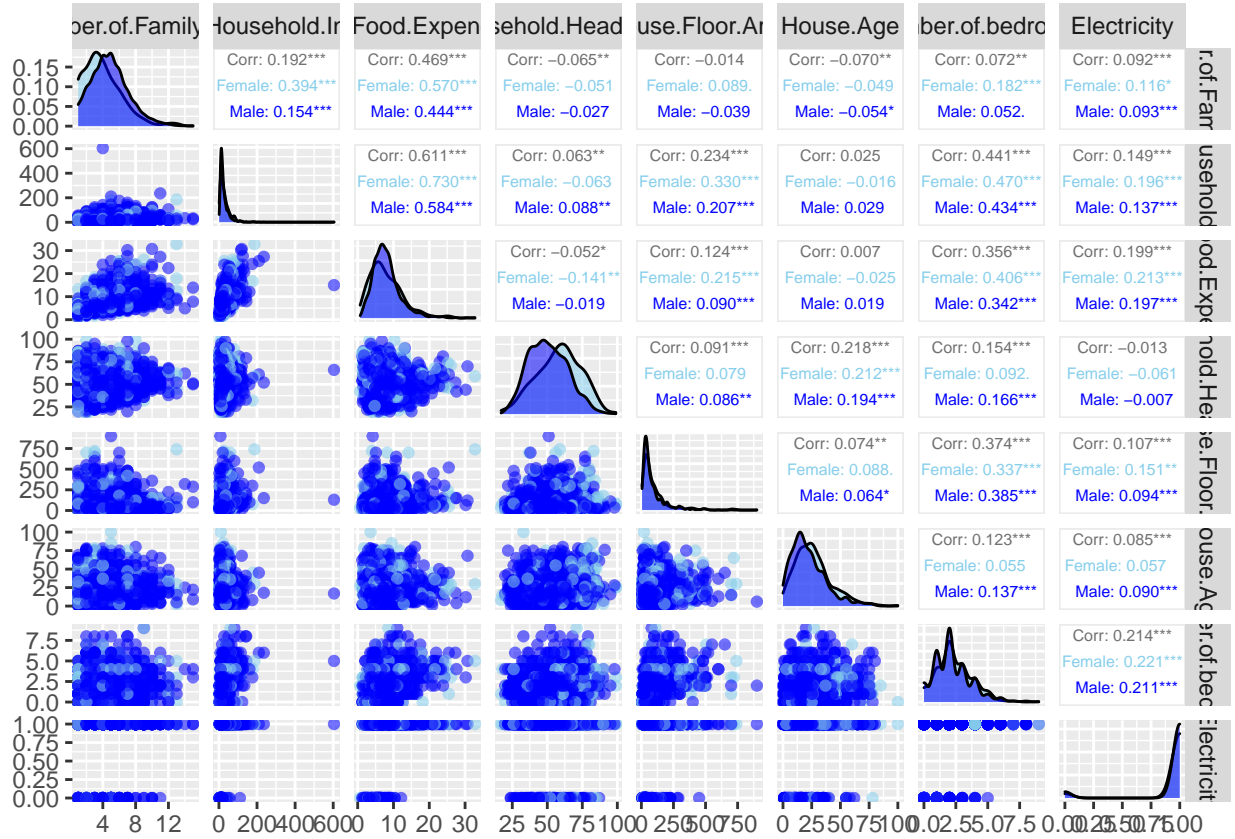 ber.of.Family
Household.In
Food.Expen
sehold.Head
use.Floor.Ar
House.Age
ber.of.bedro
Electricity
0.15
0.10
0.05
0.00
Corr: 0.192***
Female: 0.394***
Male: 0.154***
Corr: 0.469***
Female: 0.570***
Male: 0.444***
Corr: −0.065**
Female: −0.051
Male: −0.027
Corr: −0.014
Female: 0.089.
Male: −0.039
Corr: −0.070**
Female: −0.049
Male: −0.054*
Corr: 0.072**
Female: 0.182***
Male: 0.052.
Corr: 0.092***
Female: 0.116*
Male: 0.093***
r.of.Fam
600
400
200
0
Corr: 0.611***
Female: 0.730***
Male: 0.584***
Corr: 0.063**
Female: −0.063
Male: 0.088**
Corr: 0.234***
Female: 0.330***
Male: 0.207***
Corr: 0.025
Female: −0.016
Male: 0.029
Corr: 0.441***
Female: 0.470***
Male: 0.434***
Corr: 0.149***
Female: 0.196***
Male: 0.137***
usehold
30
20
10
0
Corr: −0.052*
Female: −0.141**
Male: −0.019
Corr: 0.124***
Female: 0.215***
Male: 0.090***
Corr: 0.007
Female: −0.025
Male: 0.019
Corr: 0.356***
Female: 0.406***
Male: 0.342***
Corr: 0.199***
Female: 0.213***
Male: 0.197***
ood.Expe
100
75
50
25
Corr: 0.091***
Female: 0.079
Male: 0.086**
Corr: 0.218***
Female: 0.212***
Male: 0.194***
Corr: 0.154***
Female: 0.092.
Male: 0.166***
Corr: −0.013
Female: −0.061
Male: −0.007
hold.Hea
750
500
250
0
Corr: 0.074**
Female: 0.088.
Male: 0.064*
Corr: 0.374***
Female: 0.337***
Male: 0.385***
Corr: 0.107***
Female: 0.151**
Male: 0.094***
se.Floor.
100
75
50
25
0
Corr: 0.123***
Female: 0.055
Male: 0.137***
Corr: 0.085***
Female: 0.057
Male: 0.090***
ouse.Ag
7.5
5.0
2.5
0.0
Corr: 0.214***
Female: 0.221***
Male: 0.211***
er.of.bed
1.00
0.75
0.50
0.25
0.00
Electricit
4 8 12
0 200 400 600
0 10 20 30
25 50 75 100
0 250 500 750
0 25 50 75 100
0.0 2.5 5.0 7.5
0.00 0.25 0.50 0.75 1.00